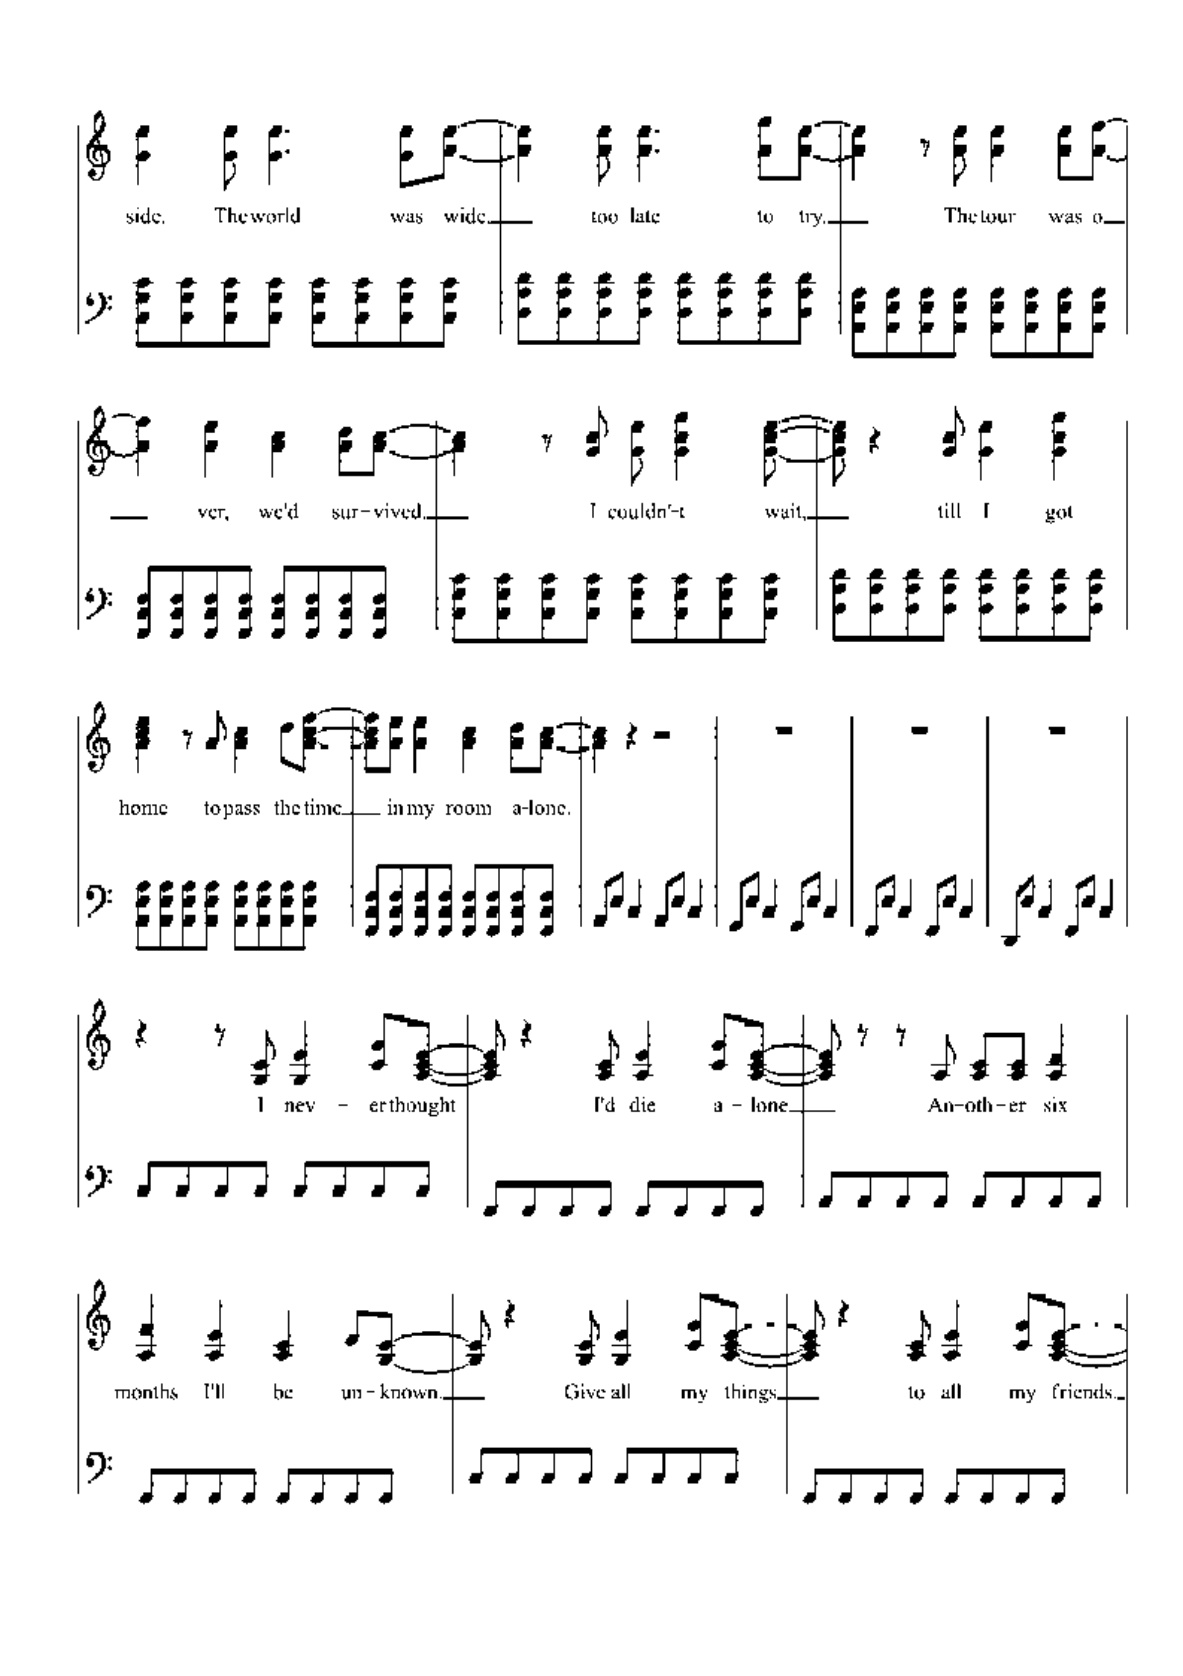 side. The world was wide. too late to try. The tour was o
ver, we'd sur-vived. I couldn'-t wait, till I got
home to pass the time in my room a-lone.
I nev - er thought I'd die a - lone. An-oth-er six
months I'll be un-known. Give all my things to all my friends.